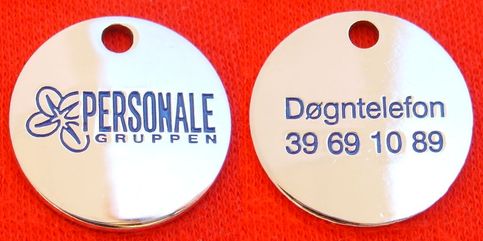 PERSONALE
GRUPPEN
Døgntelefon
39 69 10 89